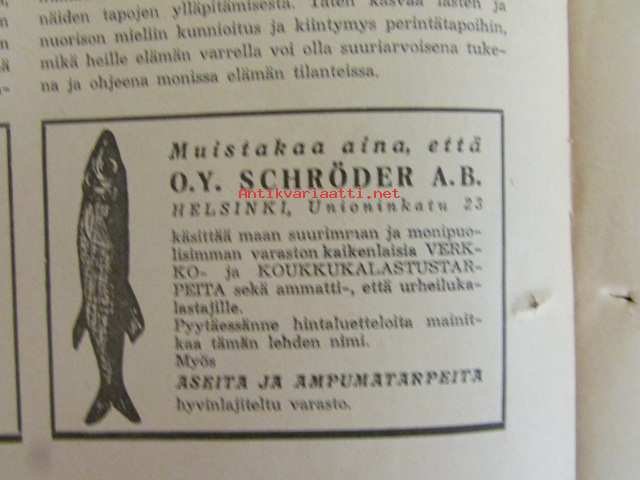 näiden tapojen ylläpitämisestä. Täten kasvaa lasten ja
nuorison mieliin kunnioitus ja kiintymys perintätapoihin,
mikä heille elämän varrella voi olla suuriarvoisena tuke-
na ja ohjeena monissa elämän tilanteissa.
Muistakaa aina, että
O.Y. SCHRÖDER A.B.
Antikvariaatti.net
HELSINKI, Unioninkatu 23
käsittää maan suurimman ja monipuo-
lisimman varaston kaikenlaisia VERK-
KO- ja KOUKKUKALASTUSTAR-
PEITA sekä ammatti-, että urheiluka-
lastajille.
Pyytäessänne hintaluetteloita mainit-
kaa tämän lehden nimi.
Myös
ASEITA JA AMPUMATARPEITA
hyvinlajiteltu varasto.